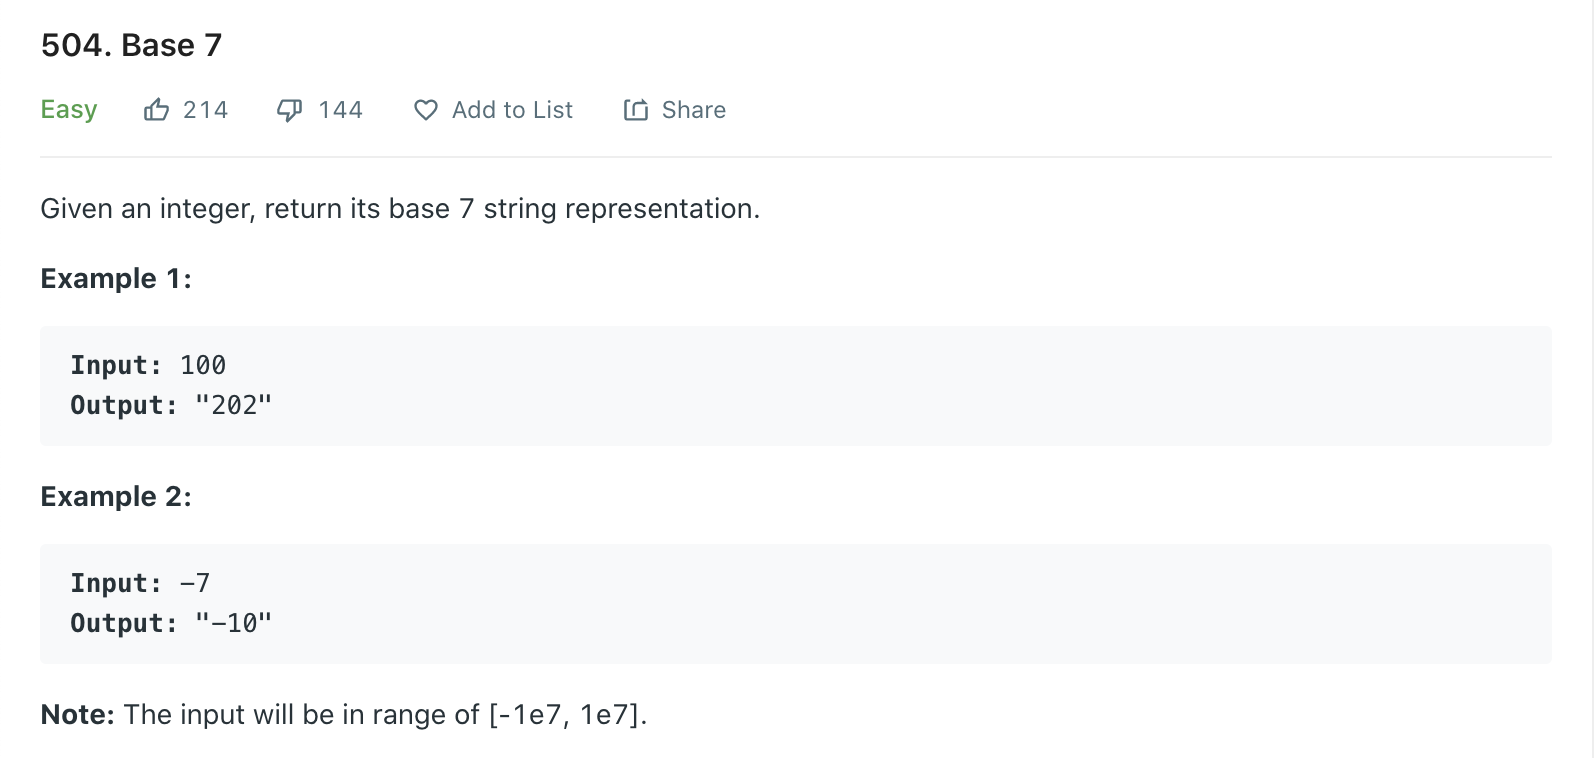 504. Base 7
Easy 214 144 Add to List Share
Given an integer, return its base 7 string representation.
Example 1:
Input: 100
Output: "202"
Example 2:
Input: −7
Output: "−10"
Note: The input will be in range of [-1e7, 1e7].